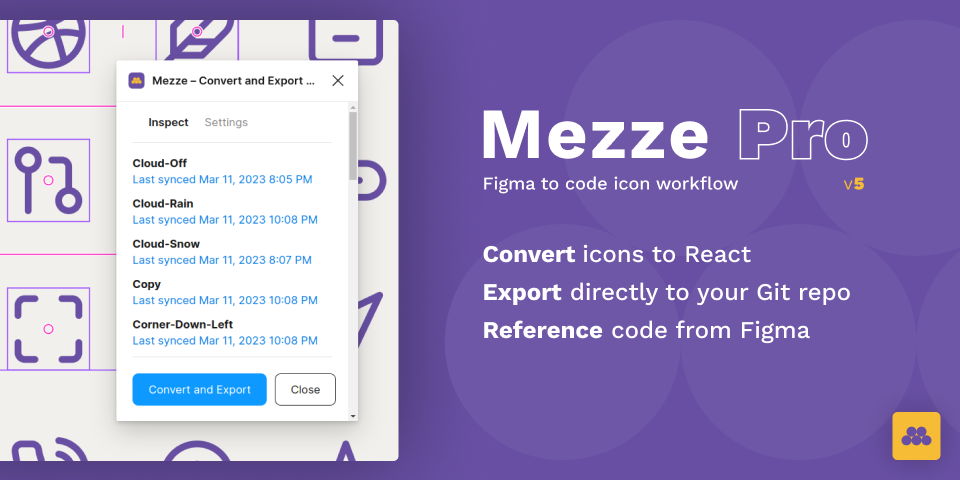 Mezze – Convert and Export ...
Inspect Settings
Cloud-Off
Last synced Mar 11, 2023 8:05 PM
Cloud-Rain
Last synced Mar 11, 2023 10:08 PM
Cloud-Snow
Last synced Mar 11, 2023 8:07 PM
Copy
Last synced Mar 11, 2023 10:08 PM
Corner-Down-Left
Last synced Mar 11, 2023 10:08 PM
Convert and Export Close
Mezze Pro
Figma to code icon workflow v5
Convert icons to React
Export directly to your Git repo
Reference code from Figma